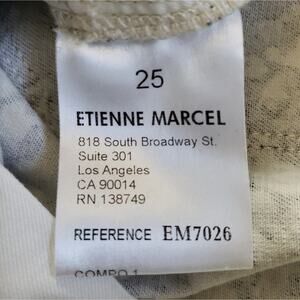 25
ETIENNE MARCEL
818 South Broadway St.
Suite 301
Los Angeles
CA 90014
RN 138749
REFERENCE EM7026
COMPO 1